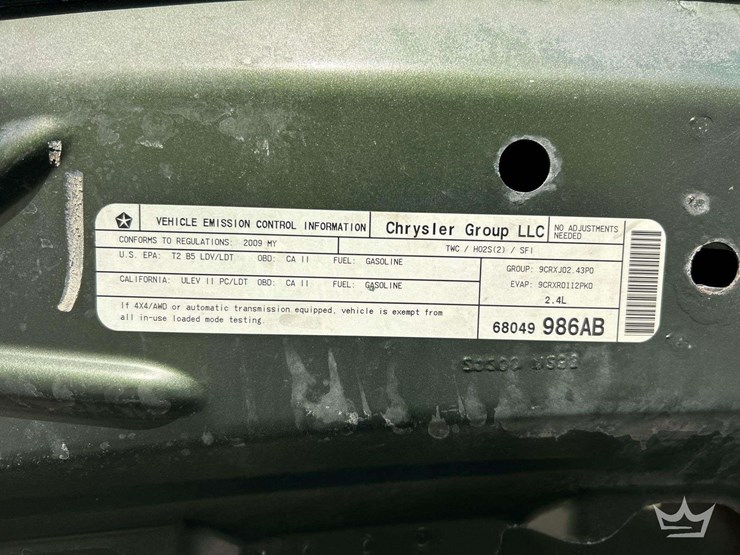 VEHICLE EMISSION CONTROL INFORMATION
Chrysler Group LLC
NO ADJUSTMENTS
NEEDED
CONFORMS TO REGULATIONS: 2009 MY
TWC / HO2S(2) / SFI
U.S. EPA: T2 B5 LDV/LDT OBD: CA II FUEL: GASOLINE
GROUP: 9CRXJ02.43P0
CALIFORNIA: ULEV II PC/LDT OBD: CA II FUEL: GASOLINE
EVAP: 9CRXR0112PK0
2.4L
If 4X4/AWD or automatic transmission equipped, vehicle is exempt from
all in-use loaded mode testing.
68049 986AB